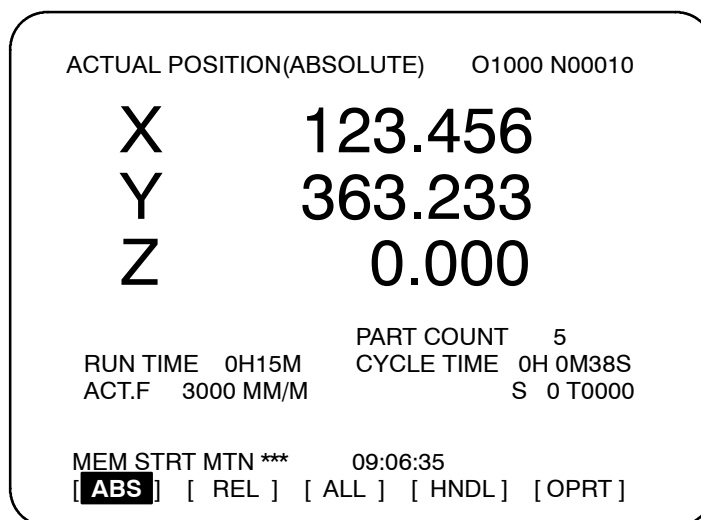 ACTUAL POSITION(ABSOLUTE) O1000 N00010
X 123.456
Y 363.233
Z 0.000
PART COUNT 5
RUN TIME 0H15M CYCLE TIME 0H 0M38S
ACT.F 3000 MM/M S 0 T0000
MEM STRT MTN *** 09:06:35
[ ABS ] [ REL ] [ ALL ] [ HNDL ] [ OPRT ]